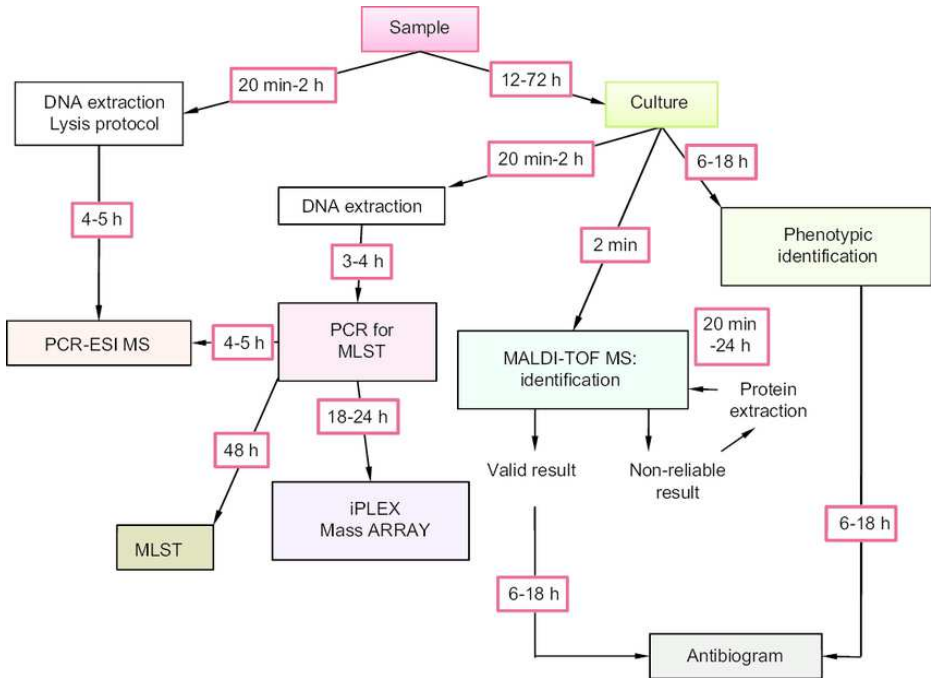 Sample
20 min-2 h
12-72 h
DNA extraction
Lysis protocol
Culture
20 min-2 h
6-18 h
DNA extraction
4-5 h
2 min
Phenotypic
identification
3-4 h
PCR-ESI MS
4-5 h
PCR for
MLST
20 min
-24 h
MALDI-TOF MS:
identification
Protein
extraction
18-24 h
48 h
Valid result
Non-reliable
result
iPLEX
Mass ARRAY
6-18 h
MLST
6-18 h
Antibiogram